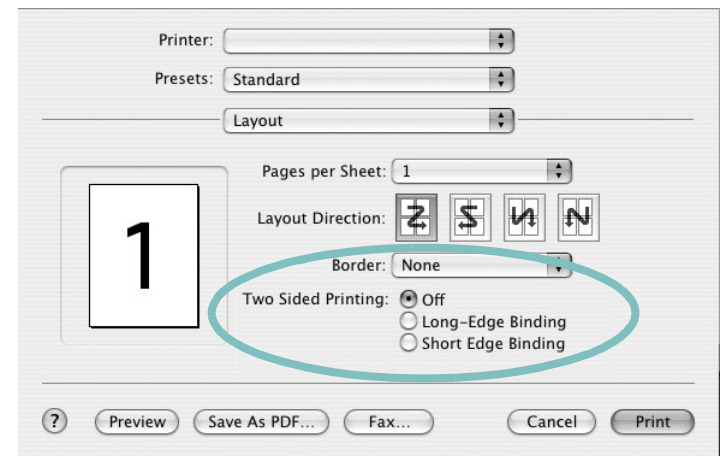 Printer:
Presets: Standard
Layout
Pages per Sheet: 1
Layout Direction:
1
Border: None
Two Sided Printing: Off
Long-Edge Binding
Short Edge Binding
? Preview Save As PDF... Fax... Cancel Print